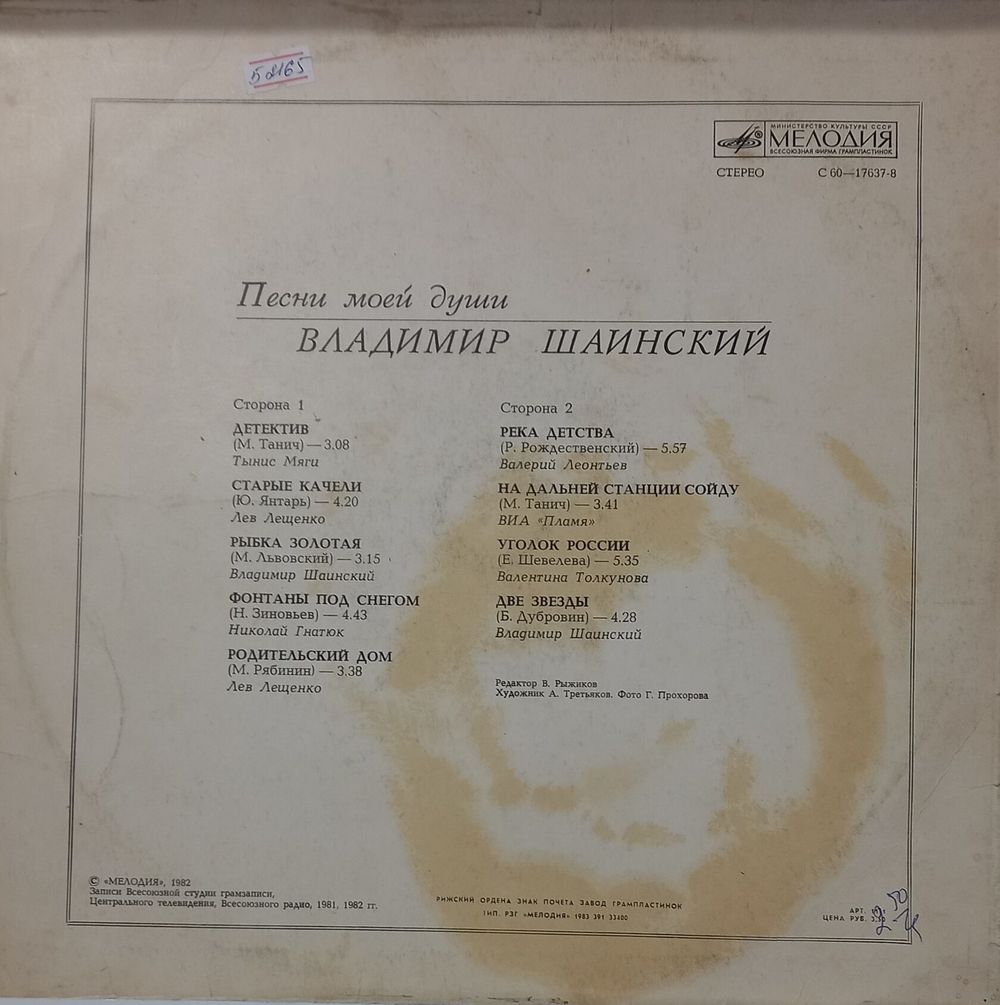 52165
МИНИСТЕРСТВО КУЛЬТУРЫ СССР
МЕЛОДИЯ
ВСЕСОЮЗНАЯ ФИРМА ГРАМПЛАСТИНОК
СТЕРЕО С 60—17637-8
Песни моей души
ВЛАДИМИР ШАИНСКИЙ
Сторона 1
ДЕТЕКТИВ
(М. Танич) — 3.08
Тынис Мяги
СТАРЫЕ КАЧЕЛИ
(Ю. Янтарь) — 4.20
Лев Лещенко
РЫБКА ЗОЛОТАЯ
(М. Львовский) — 3.15
Владимир Шаинский
ФОНТАНЫ ПОД СНЕГОМ
(Н. Зиновьев) — 4.43
Николай Гнатюк
РОДИТЕЛЬСКИЙ ДОМ
(М. Рябинин) — 3.38
Лев Лещенко
Сторона 2
РЕКА ДЕТСТВА
(Р. Рождественский) — 5.57
Валерий Леонтьев
НА ДАЛЬНЕЙ СТАНЦИИ СОЙДУ
(М. Танич) — 3.41
ВИА «Пламя»
УГОЛОК РОССИИ
(Е. Шевелева) — 5.35
Валентина Толкунова
ДВЕ ЗВЕЗДЫ
(Б. Дубровин) — 4.28
Владимир Шаинский
Редактор В. Рыжиков
Художник А. Третьяков. Фото Г. Прохорова
© «МЕЛОДИЯ», 1982
Записи Всесоюзной студии грамзаписи,
Центрального телевидения, Всесоюзного радио, 1981, 1982 гг.
РИЖСКИЙ ОРДЕНА ЗНАК ПОЧЕТА ЗАВОД ГРАМПЛАСТИНОК
ТИП. РЗГ «МЕЛОДИЯ» 1983 391 33400
АРТ.
ЦЕНА РУБ.